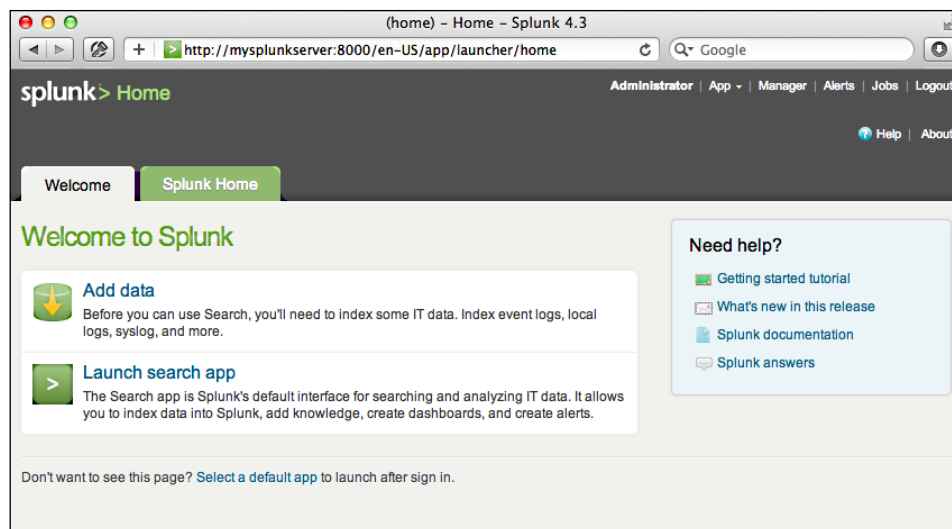 (home) – Home – Splunk 4.3
http://mysplunkserver:8000/en-US/app/launcher/home
Google
splunk> Home
Administrator | App | Manager | Alerts | Jobs | Logout
Help | About
Welcome
Splunk Home
Welcome to Splunk
Add data
Before you can use Search, you'll need to index some IT data. Index event logs, local
logs, syslog, and more.
Launch search app
The Search app is Splunk's default interface for searching and analyzing IT data. It allows
you to index data into Splunk, add knowledge, create dashboards, and create alerts.
Need help?
Getting started tutorial
What's new in this release
Splunk documentation
Splunk answers
Don't want to see this page? Select a default app to launch after sign in.